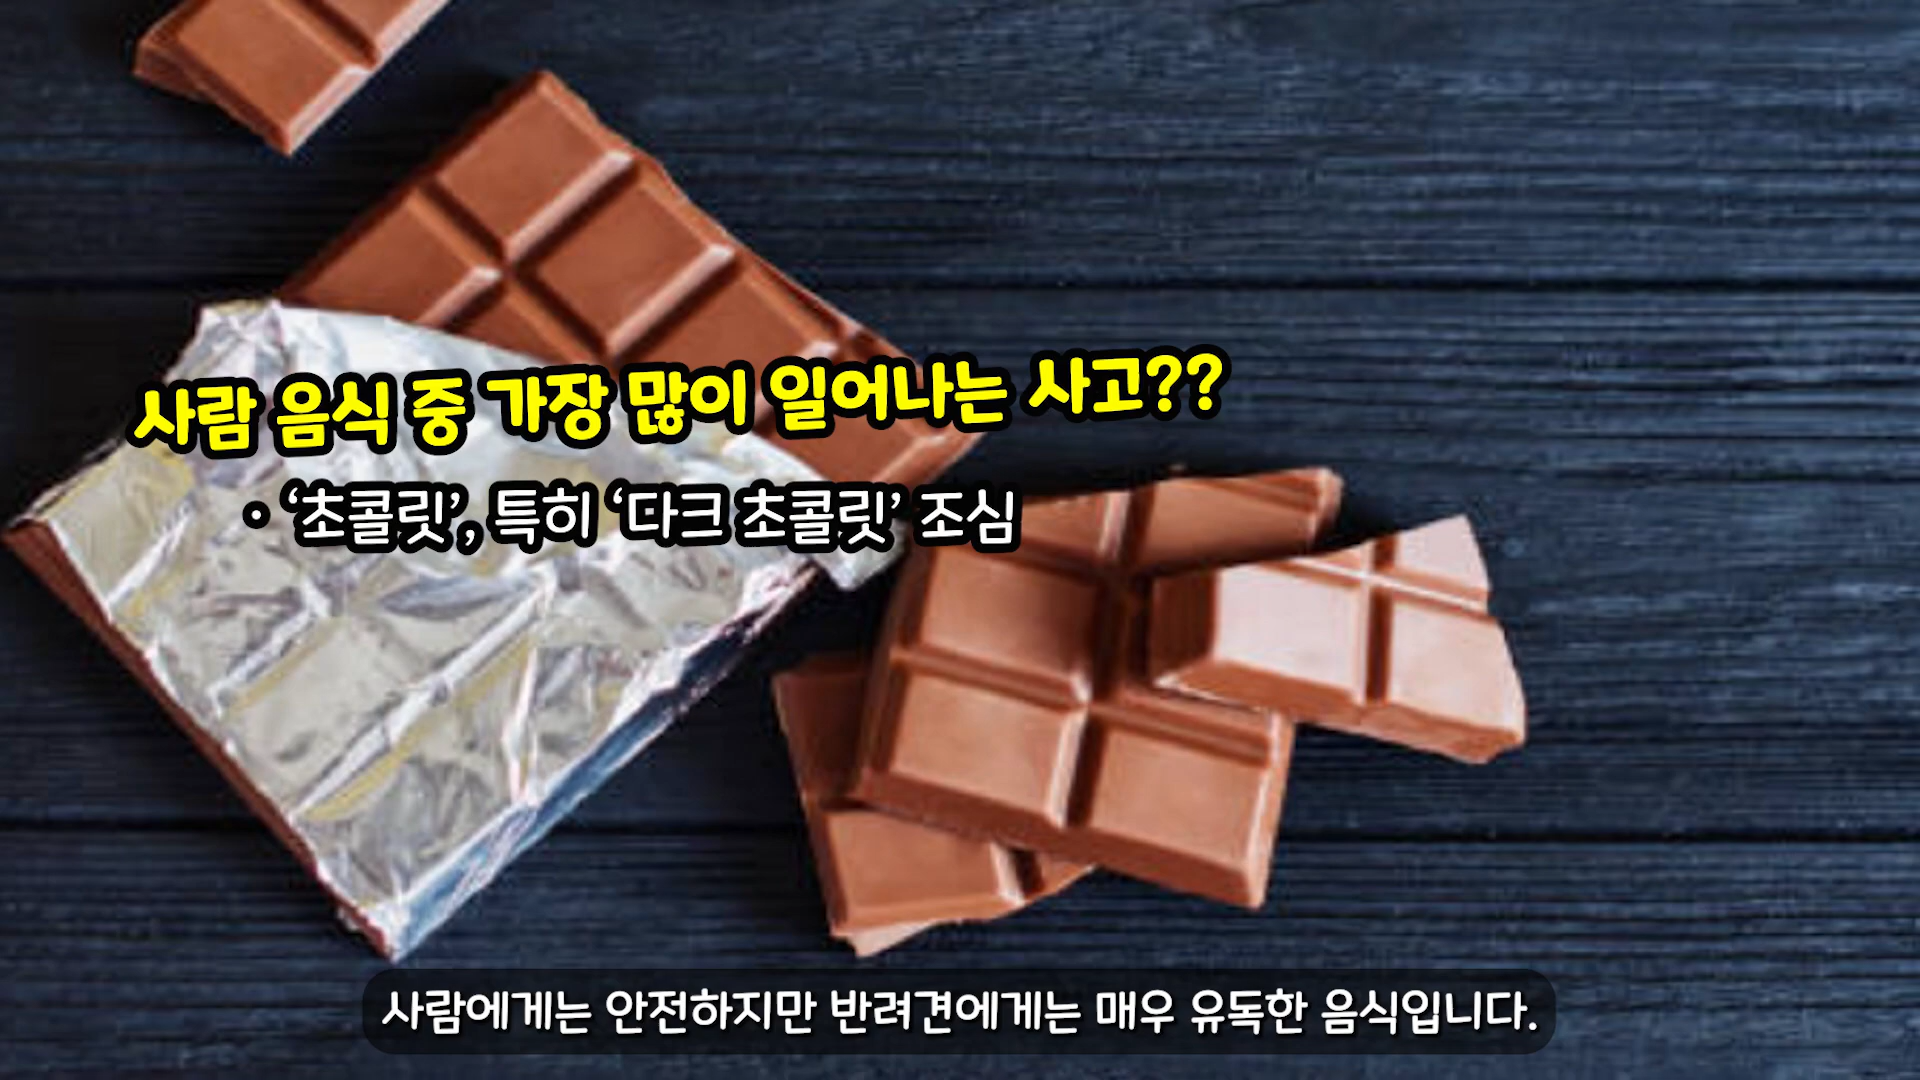 사람 음식 중 가장 많이 일어나는 사고??
• ‘초콜릿’, 특히 ‘다크 초콜릿’ 조심
사람에게는 안전하지만 반려견에게는 매우 유독한 음식입니다.